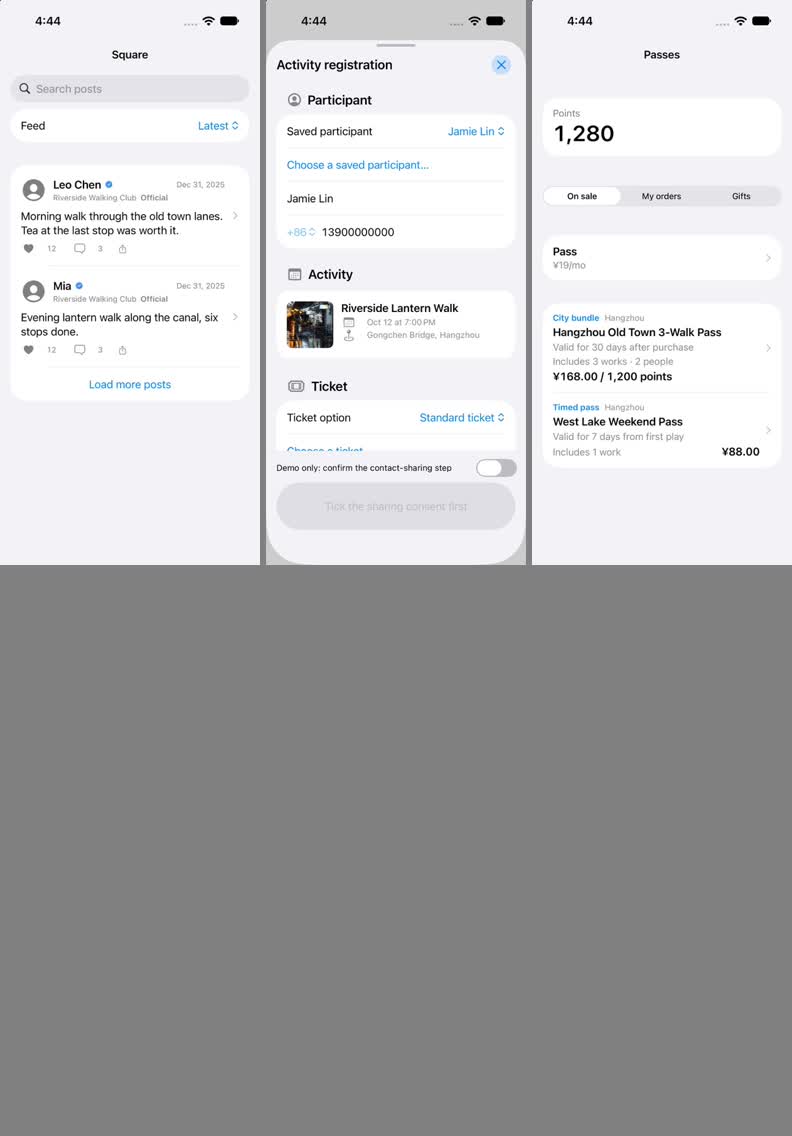 4:44
Square
Search posts
Feed
Latest
Leo Chen
Dec 31, 2025
Riverside Walking Club Official
Morning walk through the old town lanes.
Tea at the last stop was worth it.
12
3
Mia
Dec 31, 2025
Riverside Walking Club Official
Evening lantern walk along the canal, six
stops done.
12
3
Load more posts
4:44
Activity registration
Participant
Saved participant
Jamie Lin
Choose a saved participant...
Jamie Lin
+86 13900000000
Activity
Riverside Lantern Walk
Oct 12 at 7:00 PM
Gongchen Bridge, Hangzhou
Ticket
Ticket option
Standard ticket
Choose a ticket
Demo only: confirm the contact-sharing step
Tick the sharing consent first
4:44
Passes
Points
1,280
On sale
My orders
Gifts
Pass
¥19/mo
City bundle Hangzhou
Hangzhou Old Town 3-Walk Pass
Valid for 30 days after purchase
Includes 3 works · 2 people
¥168.00 / 1,200 points
Timed pass Hangzhou
West Lake Weekend Pass
Valid for 7 days from first play
Includes 1 work
¥88.00